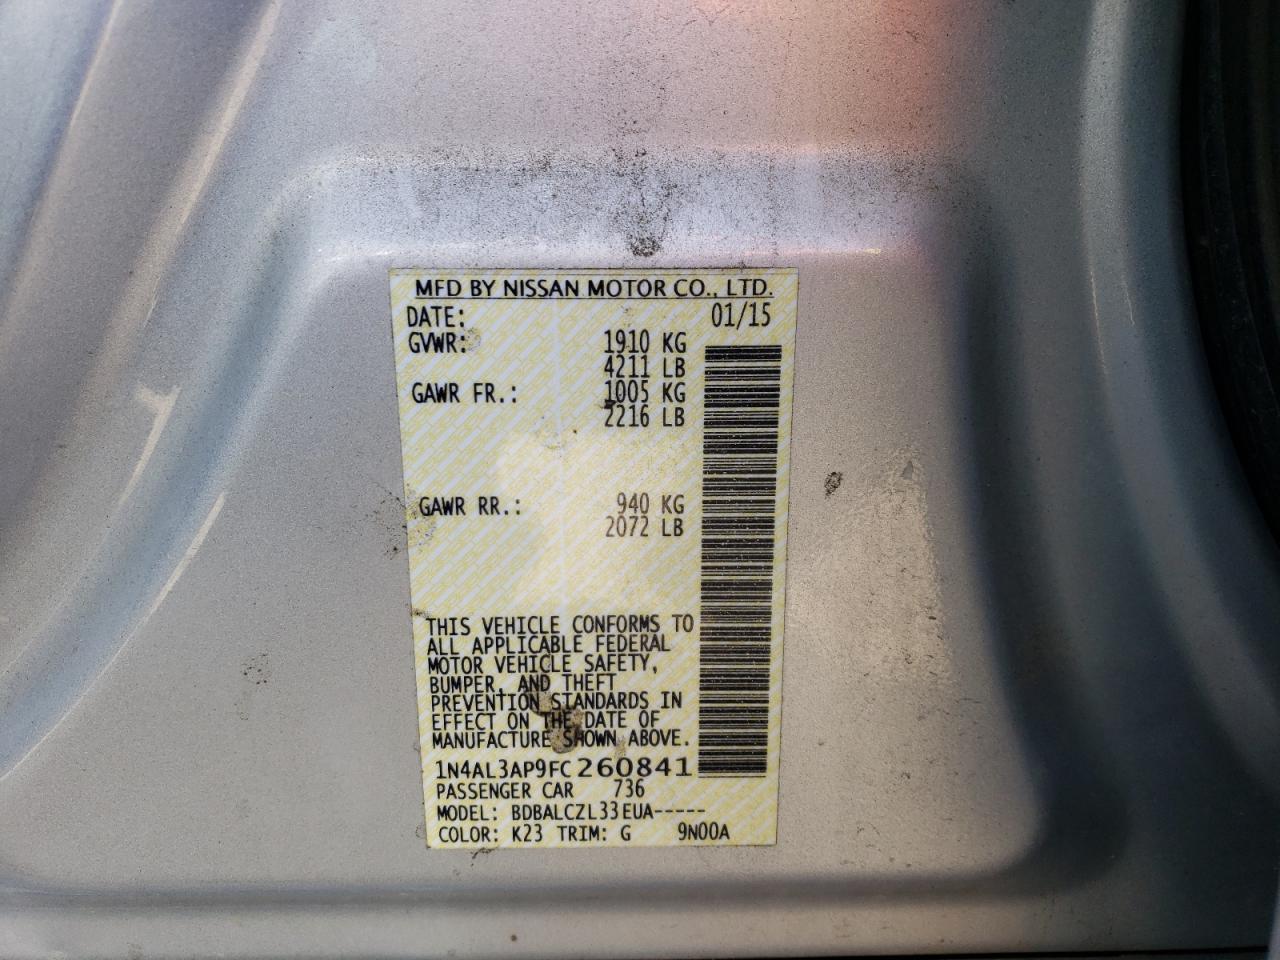 MFD BY NISSAN MOTOR CO., LTD.
DATE: 01/15
GVWR: 1910 KG
4211 LB
GAWR FR.: 1005 KG
2216 LB
GAWR RR.: 940 KG
2072 LB
THIS VEHICLE CONFORMS TO
ALL APPLICABLE FEDERAL
MOTOR VEHICLE SAFETY,
BUMPER, AND THEFT
PREVENTION STANDARDS IN
EFFECT ON THE DATE OF
MANUFACTURE SHOWN ABOVE.
1N4AL3AP9FC260841
PASSENGER CAR 736
MODEL: BDBALCZL33EUA-----
COLOR: K23 TRIM: G 9N00A